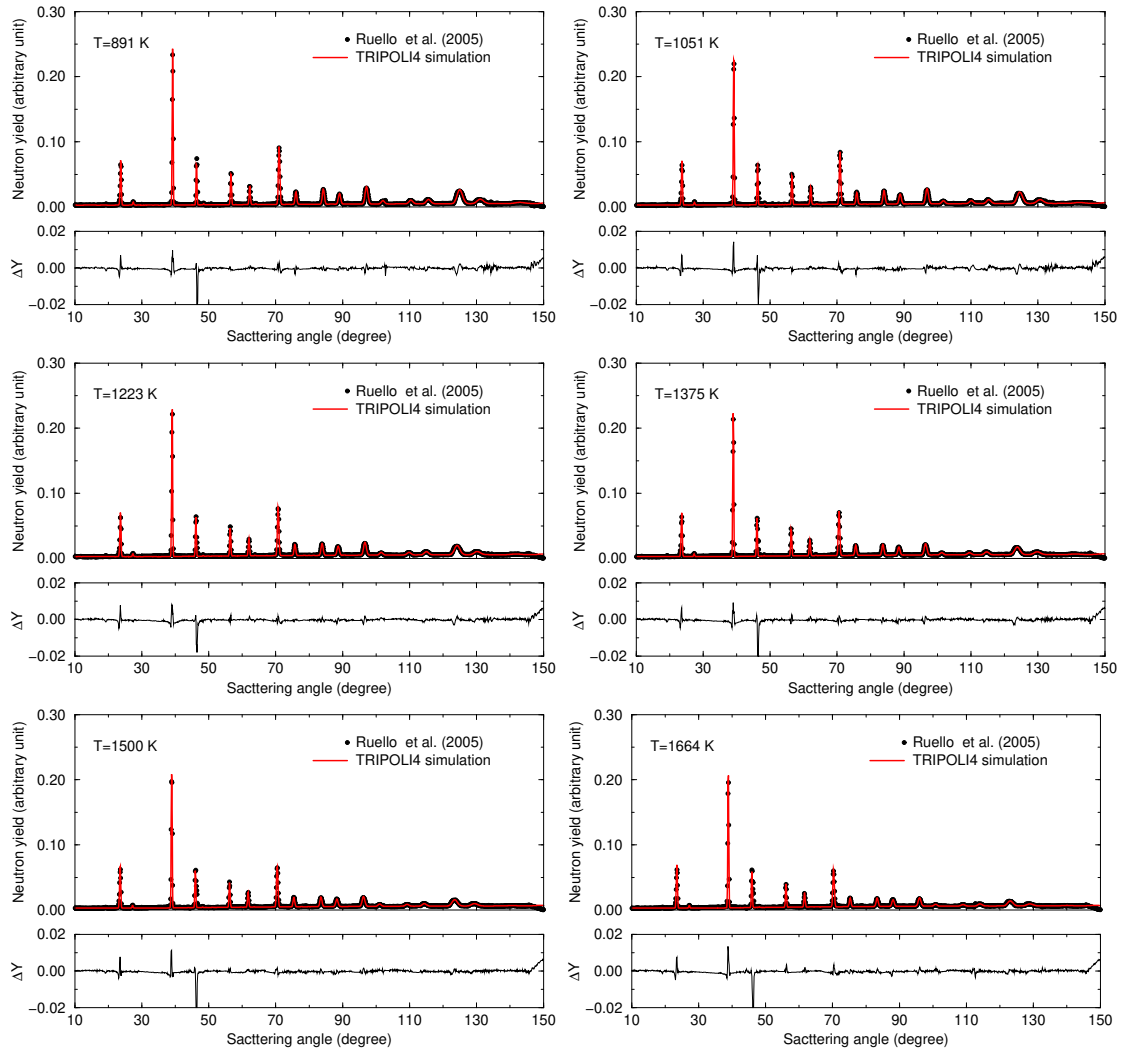 0.30
0.20
0.10
0.00
Neutron yield (arbitrary unit)
T=891 K
Ruello et al. (2005)
TRIPOLI4 simulation
0.02
0.00
−0.02
ΔY
10 30 50 70 90 110 130 150
Sacttering angle (degree)
0.30
0.20
0.10
0.00
Neutron yield (arbitrary unit)
T=1051 K
Ruello et al. (2005)
TRIPOLI4 simulation
0.02
0.00
−0.02
ΔY
10 30 50 70 90 110 130 150
Sacttering angle (degree)
0.30
0.20
0.10
0.00
Neutron yield (arbitrary unit)
T=1223 K
Ruello et al. (2005)
TRIPOLI4 simulation
0.02
0.00
−0.02
ΔY
10 30 50 70 90 110 130 150
Sacttering angle (degree)
0.30
0.20
0.10
0.00
Neutron yield (arbitrary unit)
T=1375 K
Ruello et al. (2005)
TRIPOLI4 simulation
0.02
0.00
−0.02
ΔY
10 30 50 70 90 110 130 150
Sacttering angle (degree)
0.30
0.20
0.10
0.00
Neutron yield (arbitrary unit)
T=1500 K
Ruello et al. (2005)
TRIPOLI4 simulation
0.02
0.00
−0.02
ΔY
10 30 50 70 90 110 130 150
Sacttering angle (degree)
0.30
0.20
0.10
0.00
Neutron yield (arbitrary unit)
T=1664 K
Ruello et al. (2005)
TRIPOLI4 simulation
0.02
0.00
−0.02
ΔY
10 30 50 70 90 110 130 150
Sacttering angle (degree)